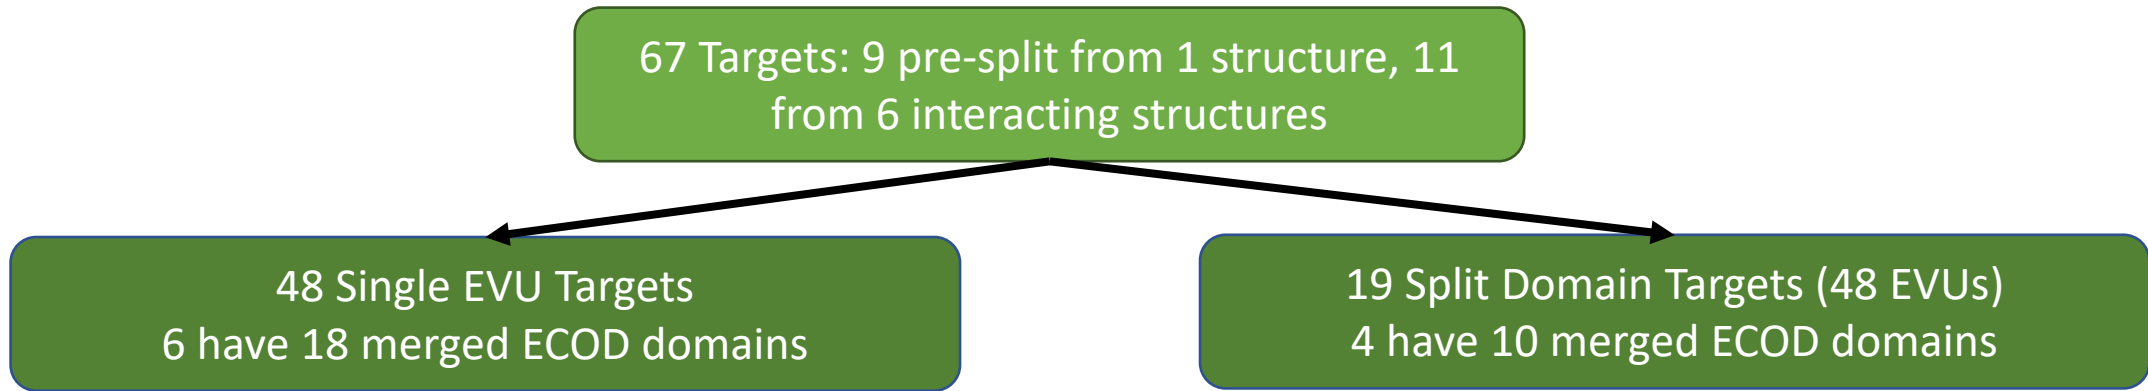 67 Targets: 9 pre-split from 1 structure, 11
from 6 interacting structures
48 Single EVU Targets
6 have 18 merged ECOD domains
19 Split Domain Targets (48 EVUs)
4 have 10 merged ECOD domains